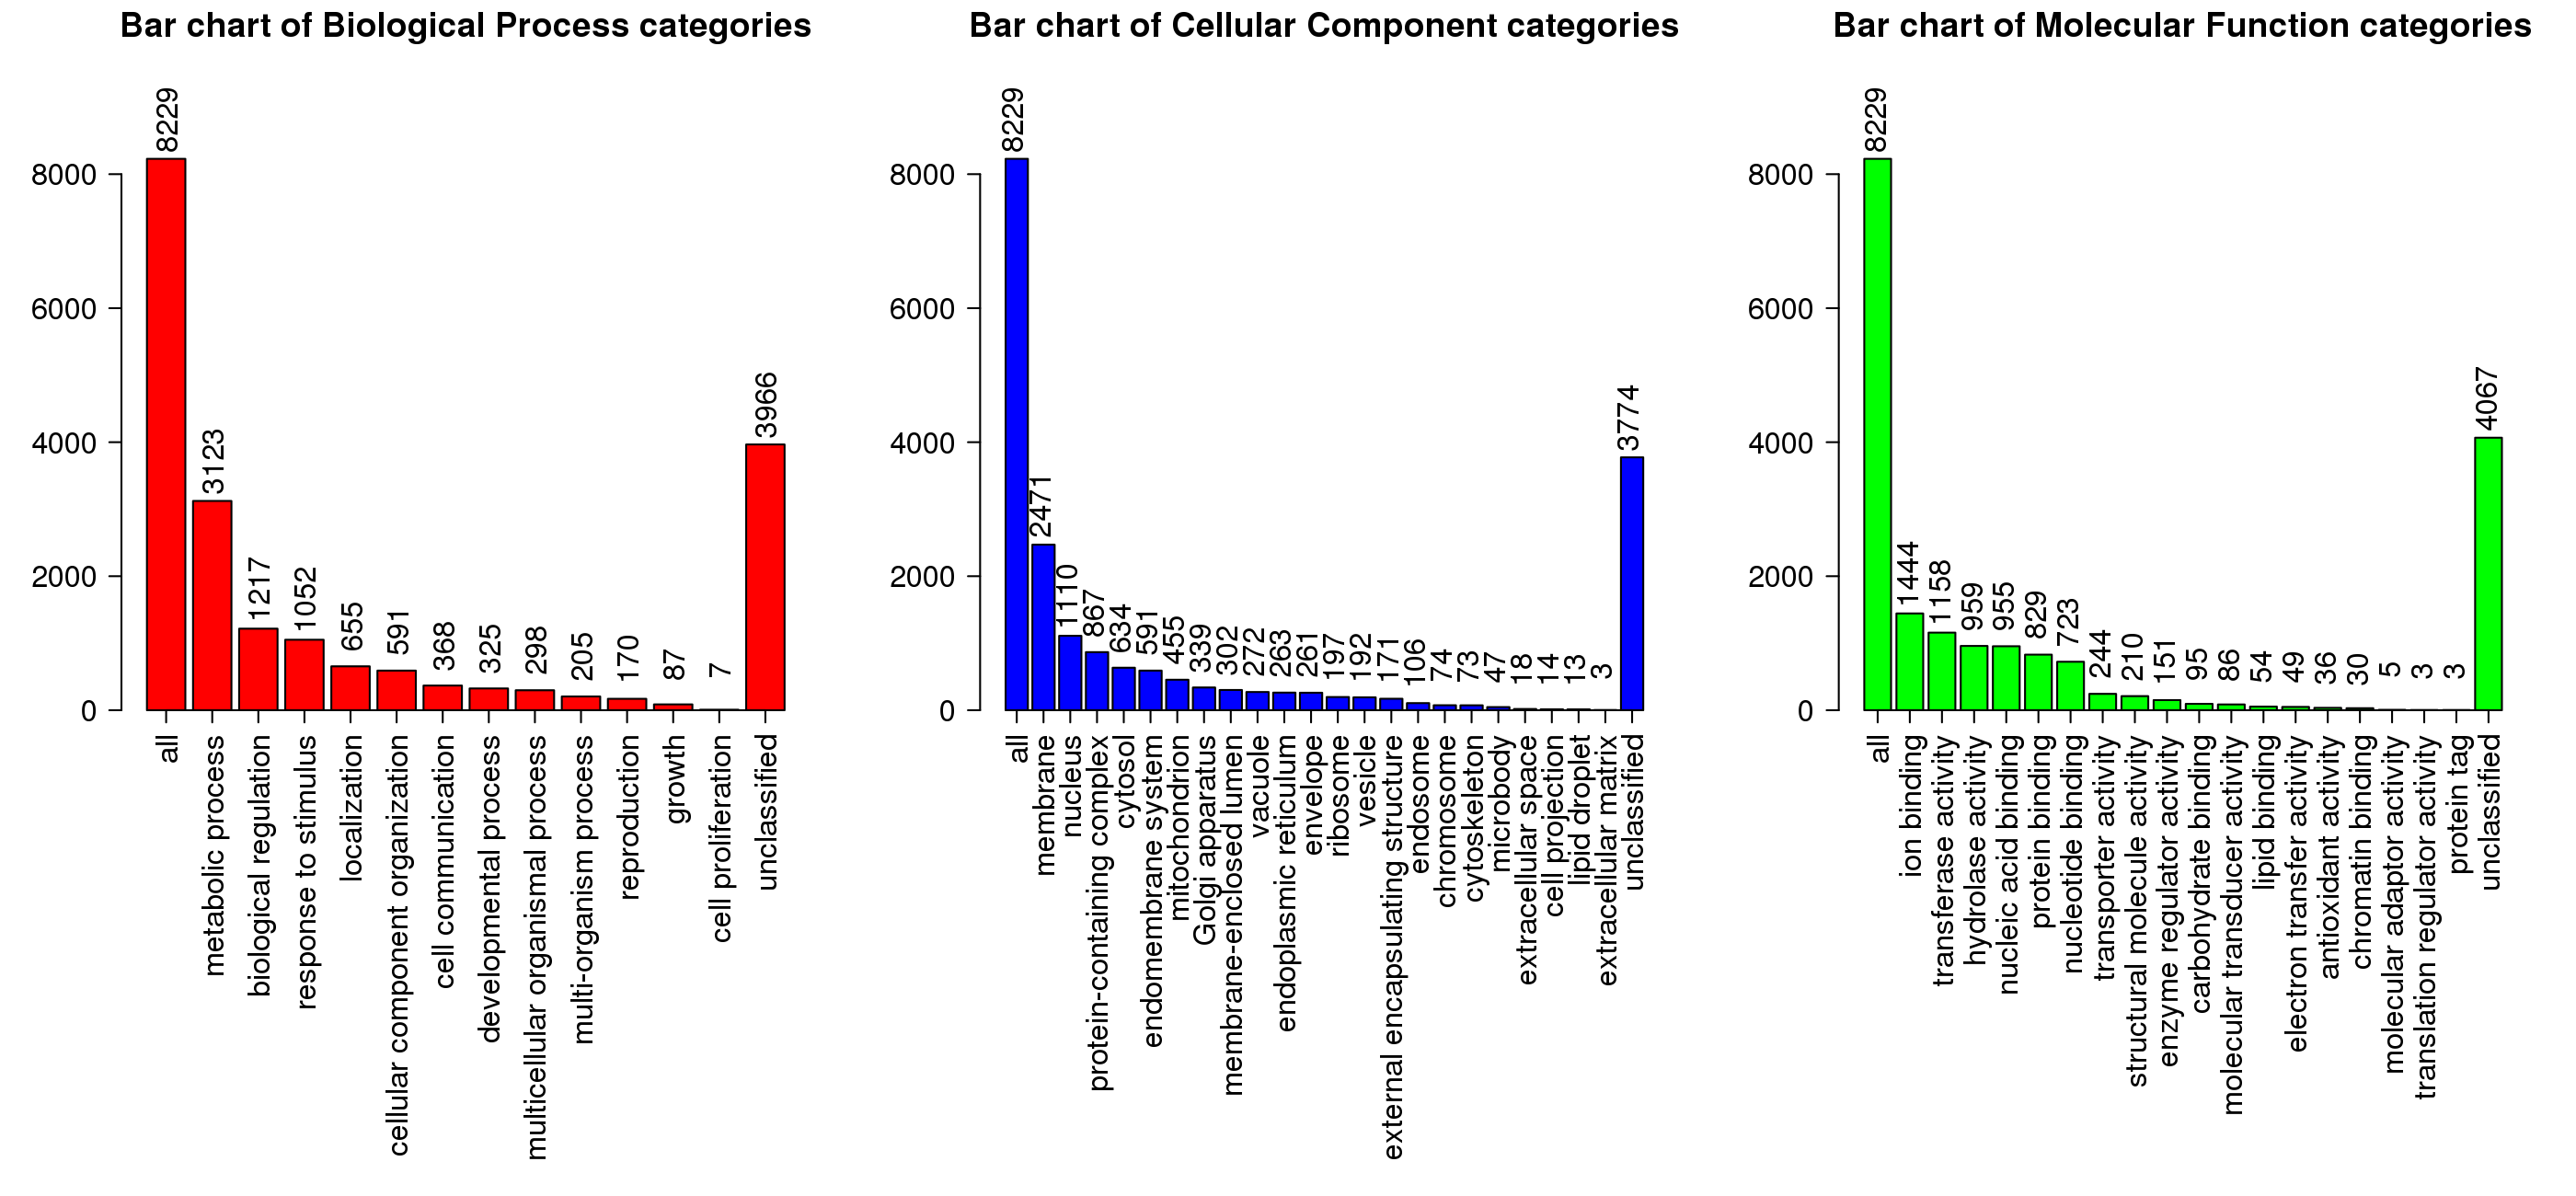 Bar chart of Biological Process categories
8000
6000
4000
2000
0
8229
3123
1217
1052
655
591
368
325
298
205
170
87
7
3966
all
metabolic process
biological regulation
response to stimulus
localization
cellular component organization
cell communication
developmental process
multicellular organismal process
multi-organism process
reproduction
growth
cell proliferation
unclassified
Bar chart of Cellular Component categories
8000
6000
4000
2000
0
8229
2471
1110
867
634
591
455
339
302
272
263
261
197
192
171
106
74
73
47
18
14
13
3
3774
all
membrane
nucleus
protein-containing complex
cytosol
endomembrane system
mitochondrion
Golgi apparatus
membrane-enclosed lumen
vacuole
endoplasmic reticulum
envelope
ribosome
vesicle
external encapsulating structure
endosome
chromosome
cytoskeleton
microbody
extracellular space
cell projection
lipid droplet
extracellular matrix
unclassified
Bar chart of Molecular Function categories
8000
6000
4000
2000
0
8229
1444
1158
959
955
829
723
244
210
151
95
86
54
49
36
30
5
3
3
4067
all
ion binding
transferase activity
hydrolase activity
nucleic acid binding
protein binding
nucleotide binding
transporter activity
structural molecule activity
enzyme regulator activity
carbohydrate binding
molecular transducer activity
lipid binding
electron transfer activity
antioxidant activity
chromatin binding
molecular adaptor activity
translation regulator activity
protein tag
unclassified